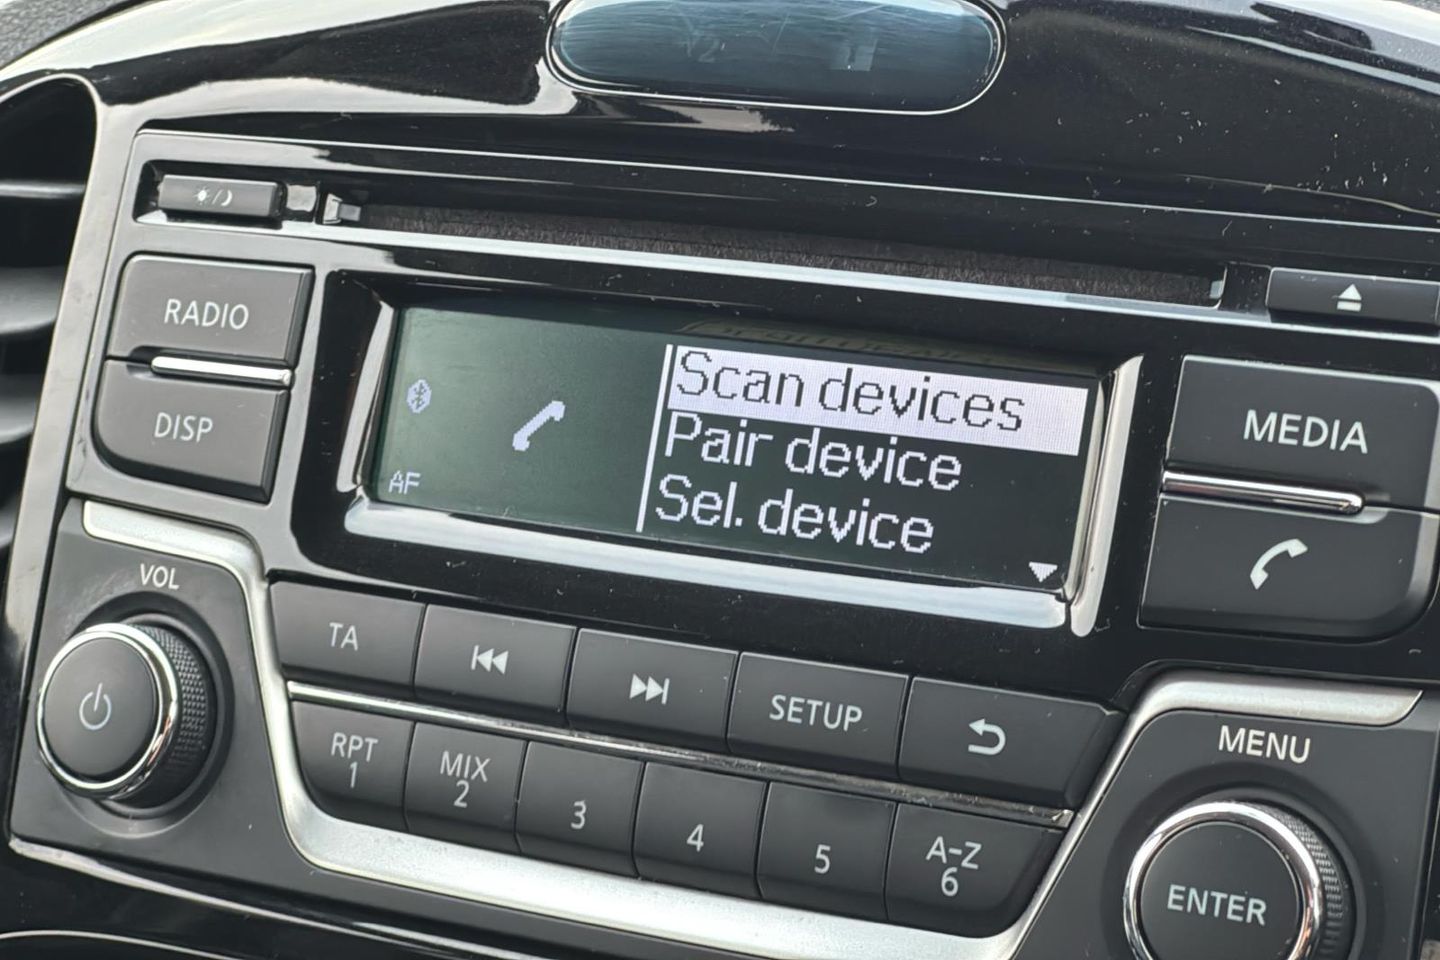 RADIO
DISP
Scan devices
Pair device
Sel. device
AF
MEDIA
VOL
TA
SETUP
MENU
RPT
1
MIX
2
3
4
5
A-Z
6
ENTER